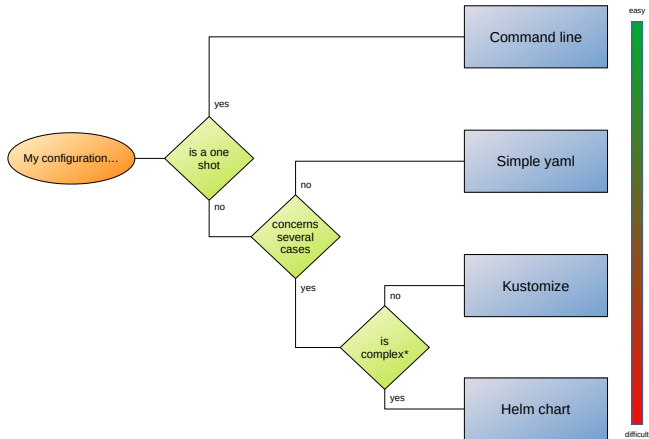 easy
Command line
yes
My configuration…
is a one
shot
no
Simple yaml
no
concerns
several
cases
yes
Kustomize
no
is
complex*
yes
Helm chart
difficult